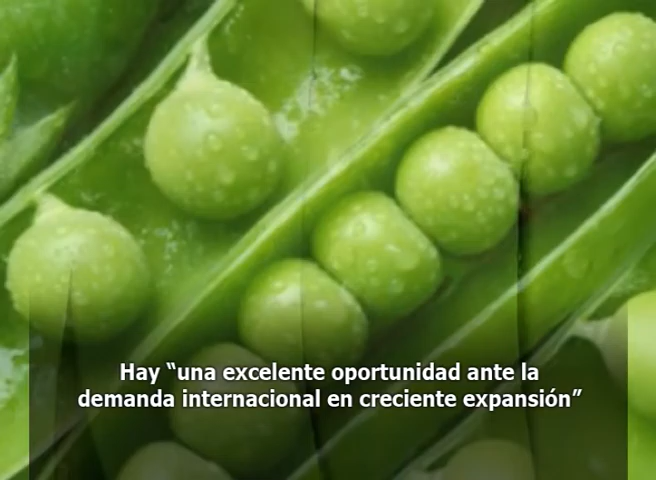 Hay “una excelente oportunidad ante la
demanda internacional en creciente expansión”